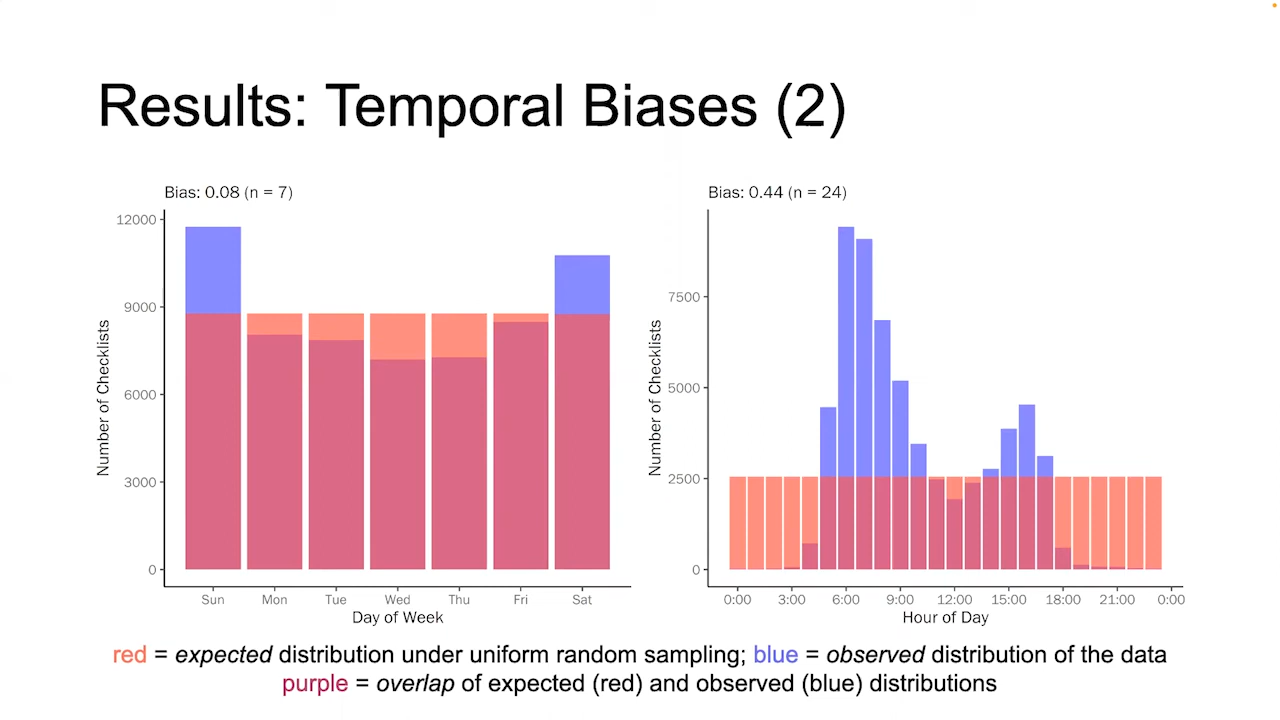 Results: Temporal Biases (2)
Bias: 0.08 (n = 7)
Number of Checklists
12000
9000
6000
3000
0
Sun Mon Tue Wed Thu Fri Sat
Day of Week
Bias: 0.44 (n = 24)
Number of Checklists
7500
5000
2500
0
0:00 3:00 6:00 9:00 12:00 15:00 18:00 21:00 0:00
Hour of Day
red = expected distribution under uniform random sampling; blue = observed distribution of the data
purple = overlap of expected (red) and observed (blue) distributions